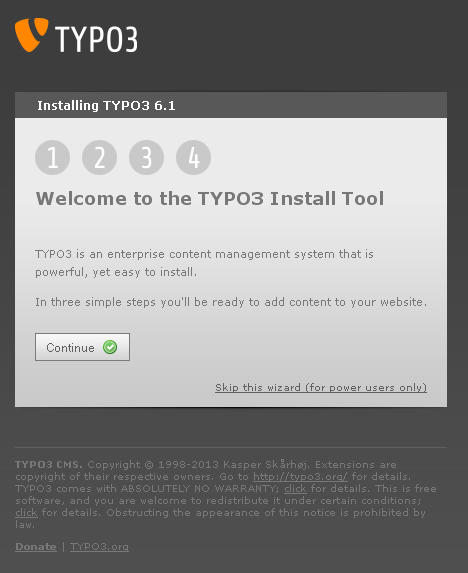 TYPO3
Installing TYPO3 6.1
1 2 3 4
Welcome to the TYPO3 Install Tool
TYPO3 is an enterprise content management system that is
powerful, yet easy to install.
In three simple steps you'll be ready to add content to your website.
Continue
Skip this wizard (for power users only)
TYPO3 CMS. Copyright © 1998-2013 Kasper Skårhøj. Extensions are
copyright of their respective owners. Go to http://typo3.org/ for details.
TYPO3 comes with ABSOLUTELY NO WARRANTY; click for details. This is free
software, and you are welcome to redistribute it under certain conditions;
click for details. Obstructing the appearance of this notice is prohibited by
law.
Donate | TYPO3.org